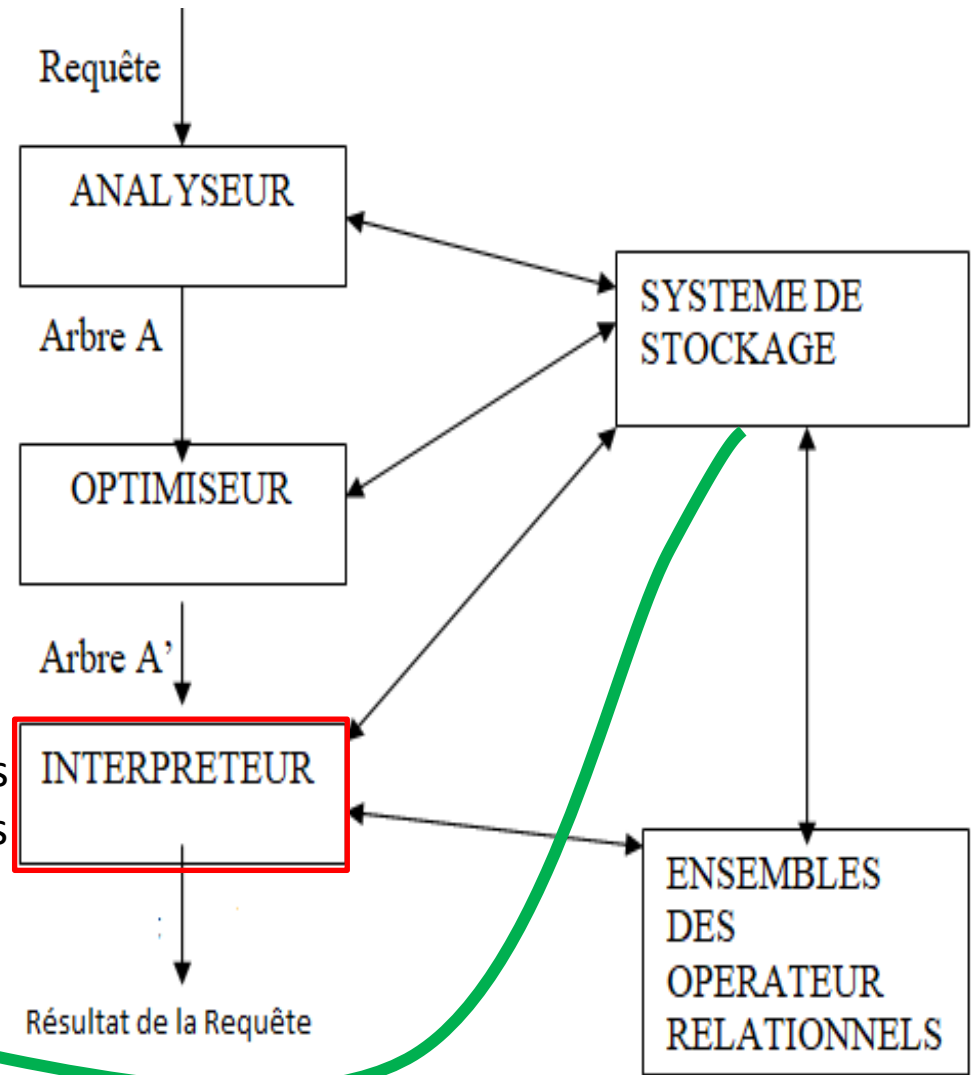 Requête
ANALYSEUR
SYSTEME DE
STOCKAGE
Arbre A
OPTIMISEUR
Arbre A’
s
INTERPRETEUR
s
ENSEMBLES
DES
OPERATEUR
RELATIONNELS
Résultat de la Requête